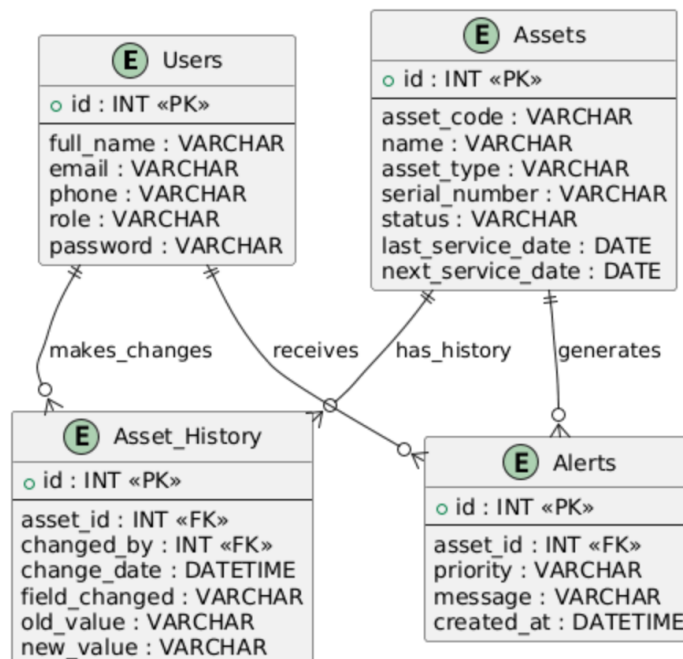 E Users
id : INT «PK»
full_name : VARCHAR
email : VARCHAR
phone : VARCHAR
role : VARCHAR
password : VARCHAR
E Assets
id : INT «PK»
asset_code : VARCHAR
name : VARCHAR
asset_type : VARCHAR
serial_number : VARCHAR
status : VARCHAR
last_service_date : DATE
next_service_date : DATE
makes_changes
receives
has_history
generates
E Asset_History
id : INT «PK»
asset_id : INT «FK»
changed_by : INT «FK»
change_date : DATETIME
field_changed : VARCHAR
old_value : VARCHAR
new_value : VARCHAR
E Alerts
id : INT «PK»
asset_id : INT «FK»
priority : VARCHAR
message : VARCHAR
created_at : DATETIME